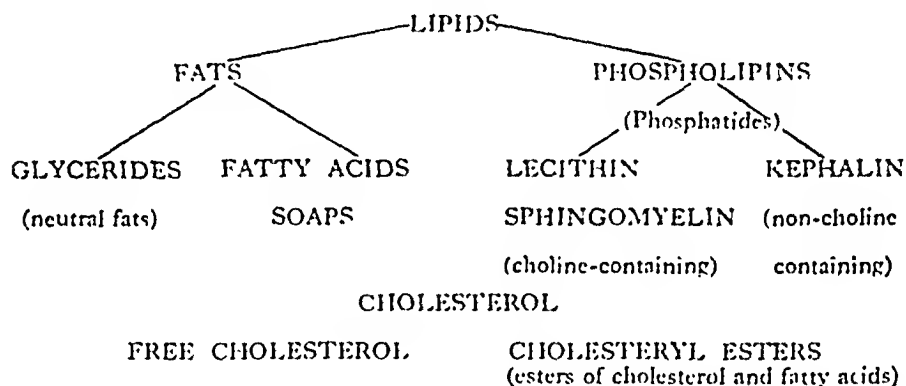 LIPIDS
FATS PHOSPHOLIPINS
(Phosphatides)
GLYCERIDES FATTY ACIDS LECITHIN KEPHALIN
(neutral fats) SOAPS SPHINGOMYELIN (non-choline
(choline-containing) containing)
CHOLESTEROL
FREE CHOLESTEROL CHOLESTERYL ESTERS
(esters of cholesterol and fatty acids)